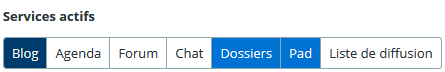 Services actifs
Blog Agenda Forum Chat Dossiers Pad Liste de diffusion